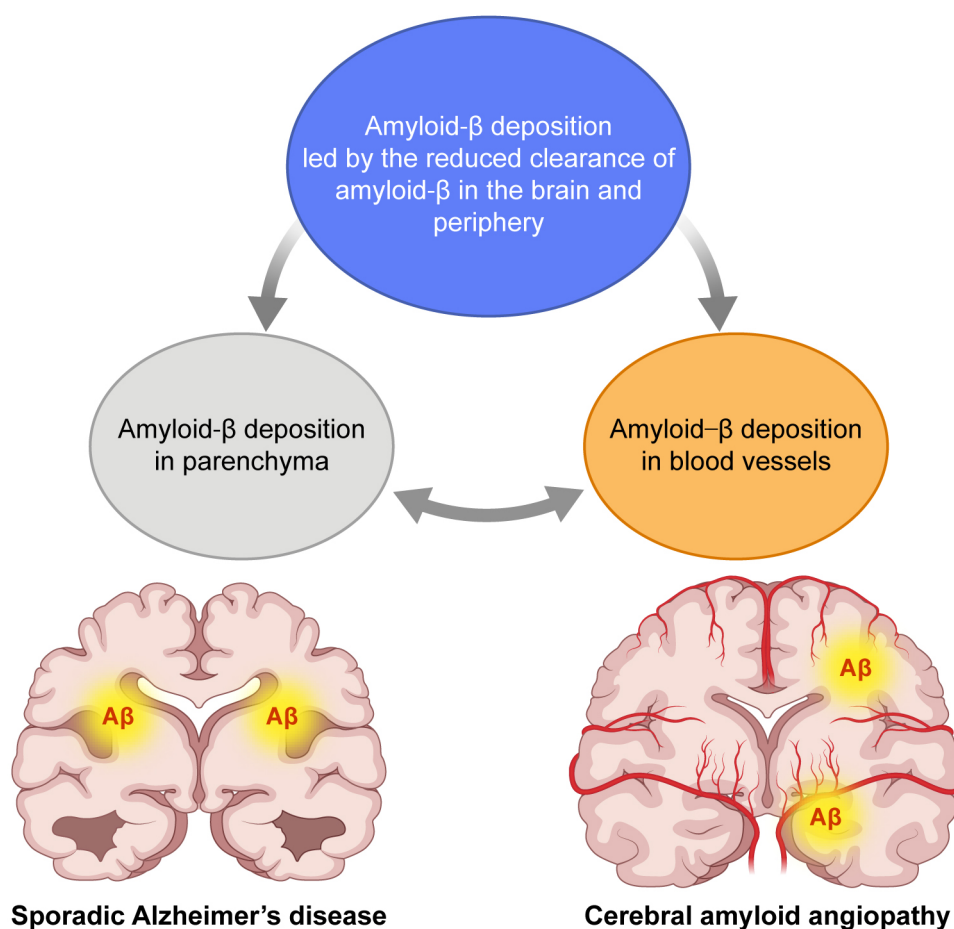 Amyloid-β deposition
led by the reduced clearance of
amyloid-β in the brain and
periphery
Amyloid-β deposition
in parenchyma
Amyloid–β deposition
in blood vessels
Aβ
Aβ
Aβ
Aβ
Sporadic Alzheimer’s disease
Cerebral amyloid angiopathy